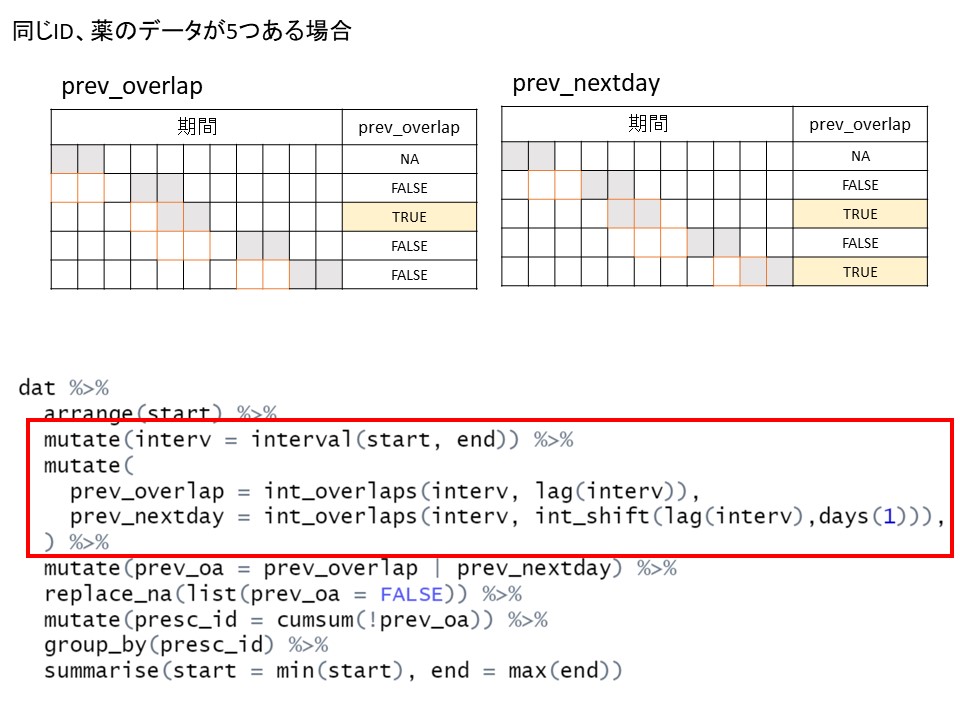 同じID、薬のデータが5つある場合
prev_overlap
期間 prev_overlap
NA
FALSE
TRUE
FALSE
FALSE
prev_nextday
期間 prev_overlap
NA
FALSE
TRUE
FALSE
TRUE
dat %>%
arrange(start) %>%
mutate(interv = interval(start, end)) %>%
mutate(
prev_overlap = int_overlaps(interv, lag(interv)),
prev_nextday = int_overlaps(interv, int_shift(lag(interv),days(1))),
) %>%
mutate(prev_oa = prev_overlap | prev_nextday) %>%
replace_na(list(prev_oa = FALSE)) %>%
mutate(presc_id = cumsum(!prev_oa)) %>%
group_by(presc_id) %>%
summarise(start = min(start), end = max(end))